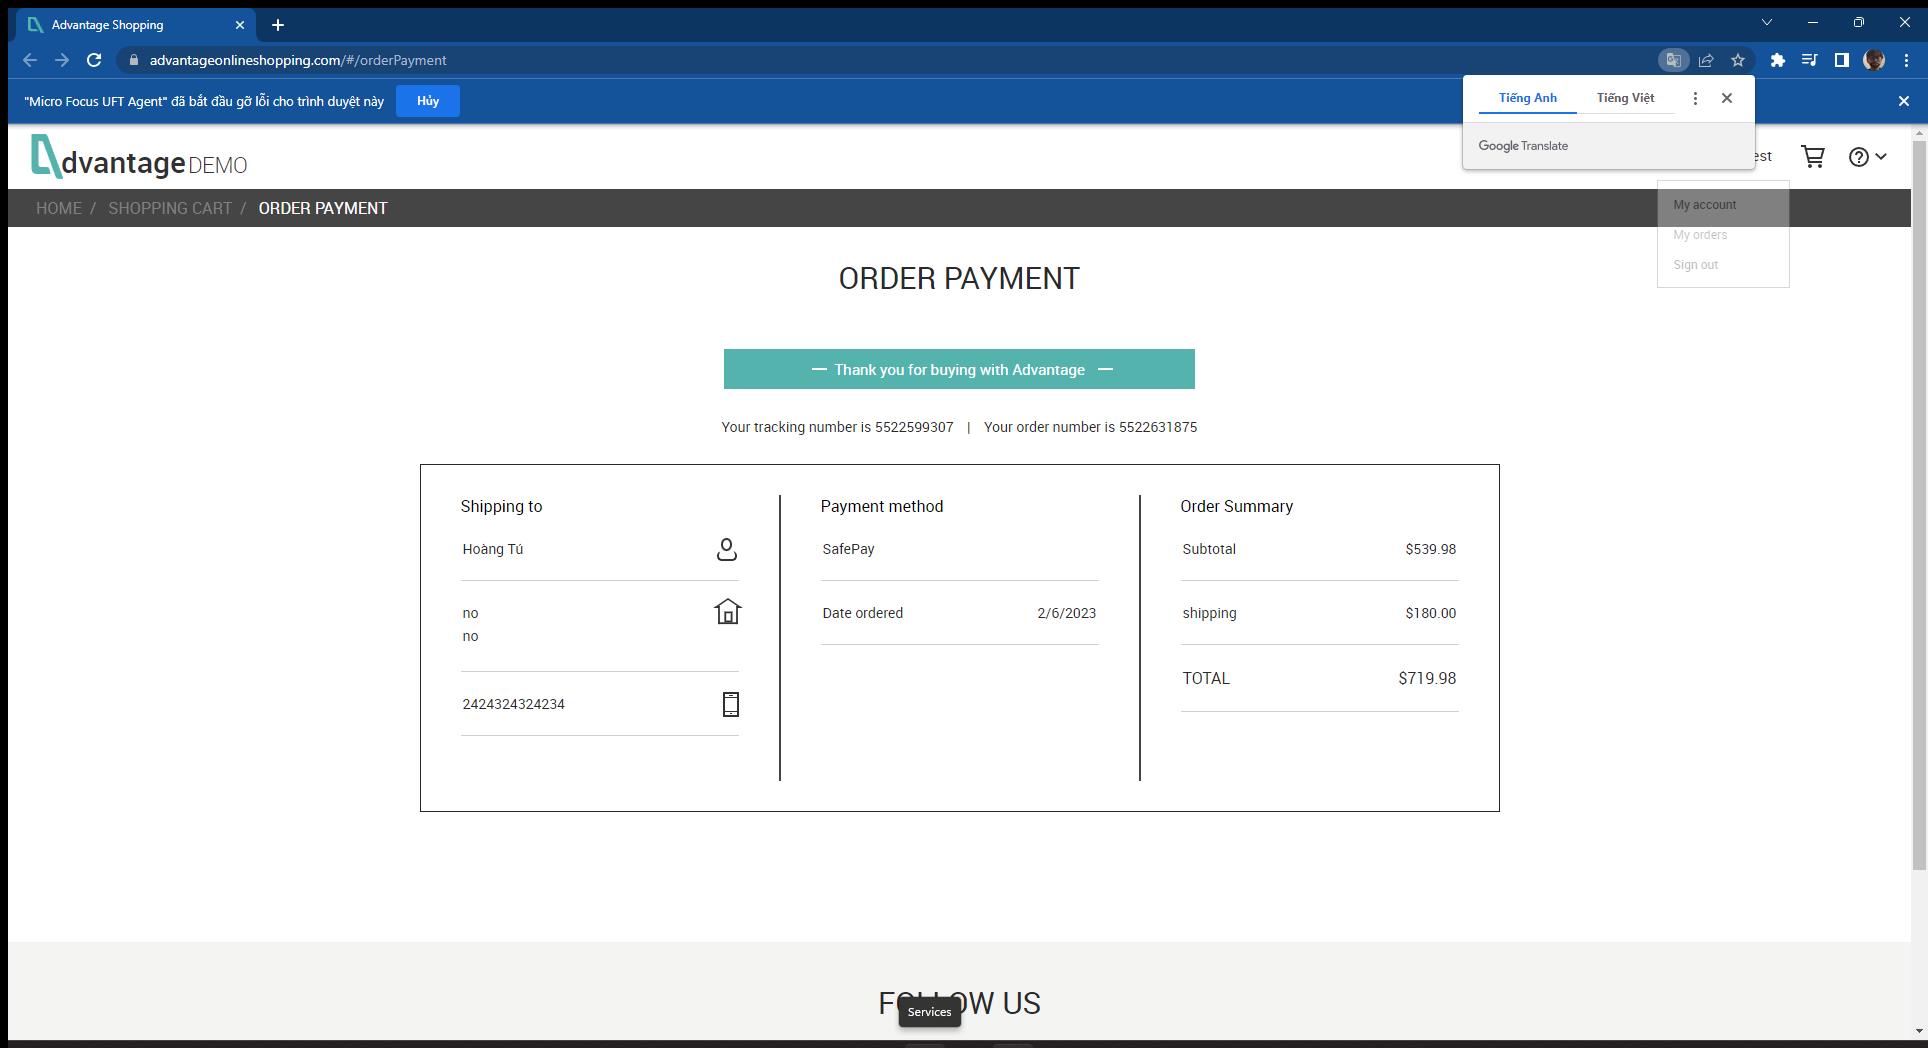 Advantage Shopping
advantageonlineshopping.com/#/orderPayment
"Micro Focus UFT Agent" đã bắt đầu gỡ lỗi cho trình duyệt này
Hủy
Tiếng Anh
Tiếng Việt
Google Translate
dvantage DEMO
est
HOME / SHOPPING CART / ORDER PAYMENT
My account
My orders
Sign out
ORDER PAYMENT
Thank you for buying with Advantage
Your tracking number is 5522599307 | Your order number is 5522631875
Shipping to
Hoàng Tú
no
no
2424324324234
Payment method
SafePay
Date ordered 2/6/2023
Order Summary
Subtotal $539.98
shipping $180.00
TOTAL $719.98
FOLLOW US
Services